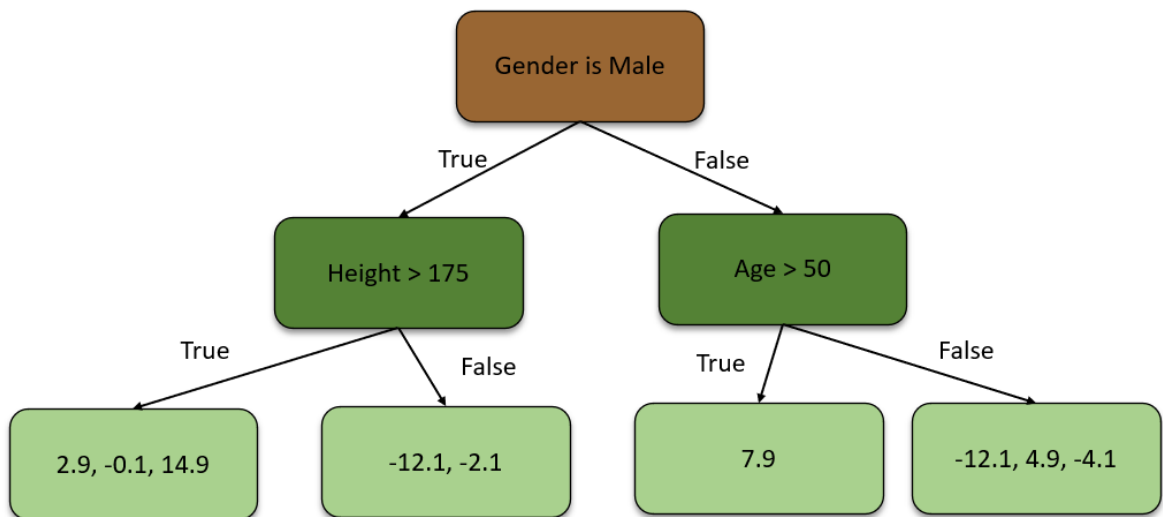 Gender is Male
True
False
Height > 175
Age > 50
True
False
True
False
2.9, -0.1, 14.9
-12.1, -2.1
7.9
-12.1, 4.9, -4.1